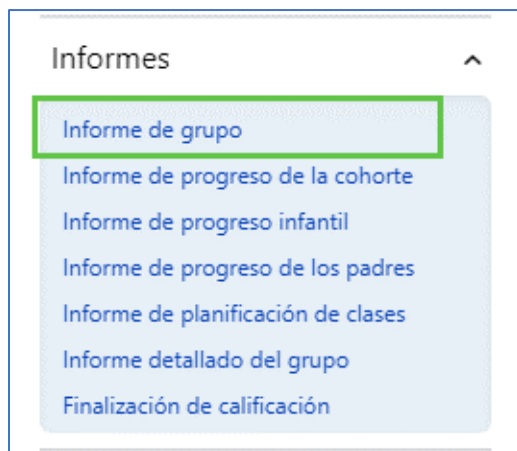 Informes
Informe de grupo
Informe de progreso de la cohorte
Informe de progreso infantil
Informe de progreso de los padres
Informe de planificación de clases
Informe detallado del grupo
Finalización de calificación